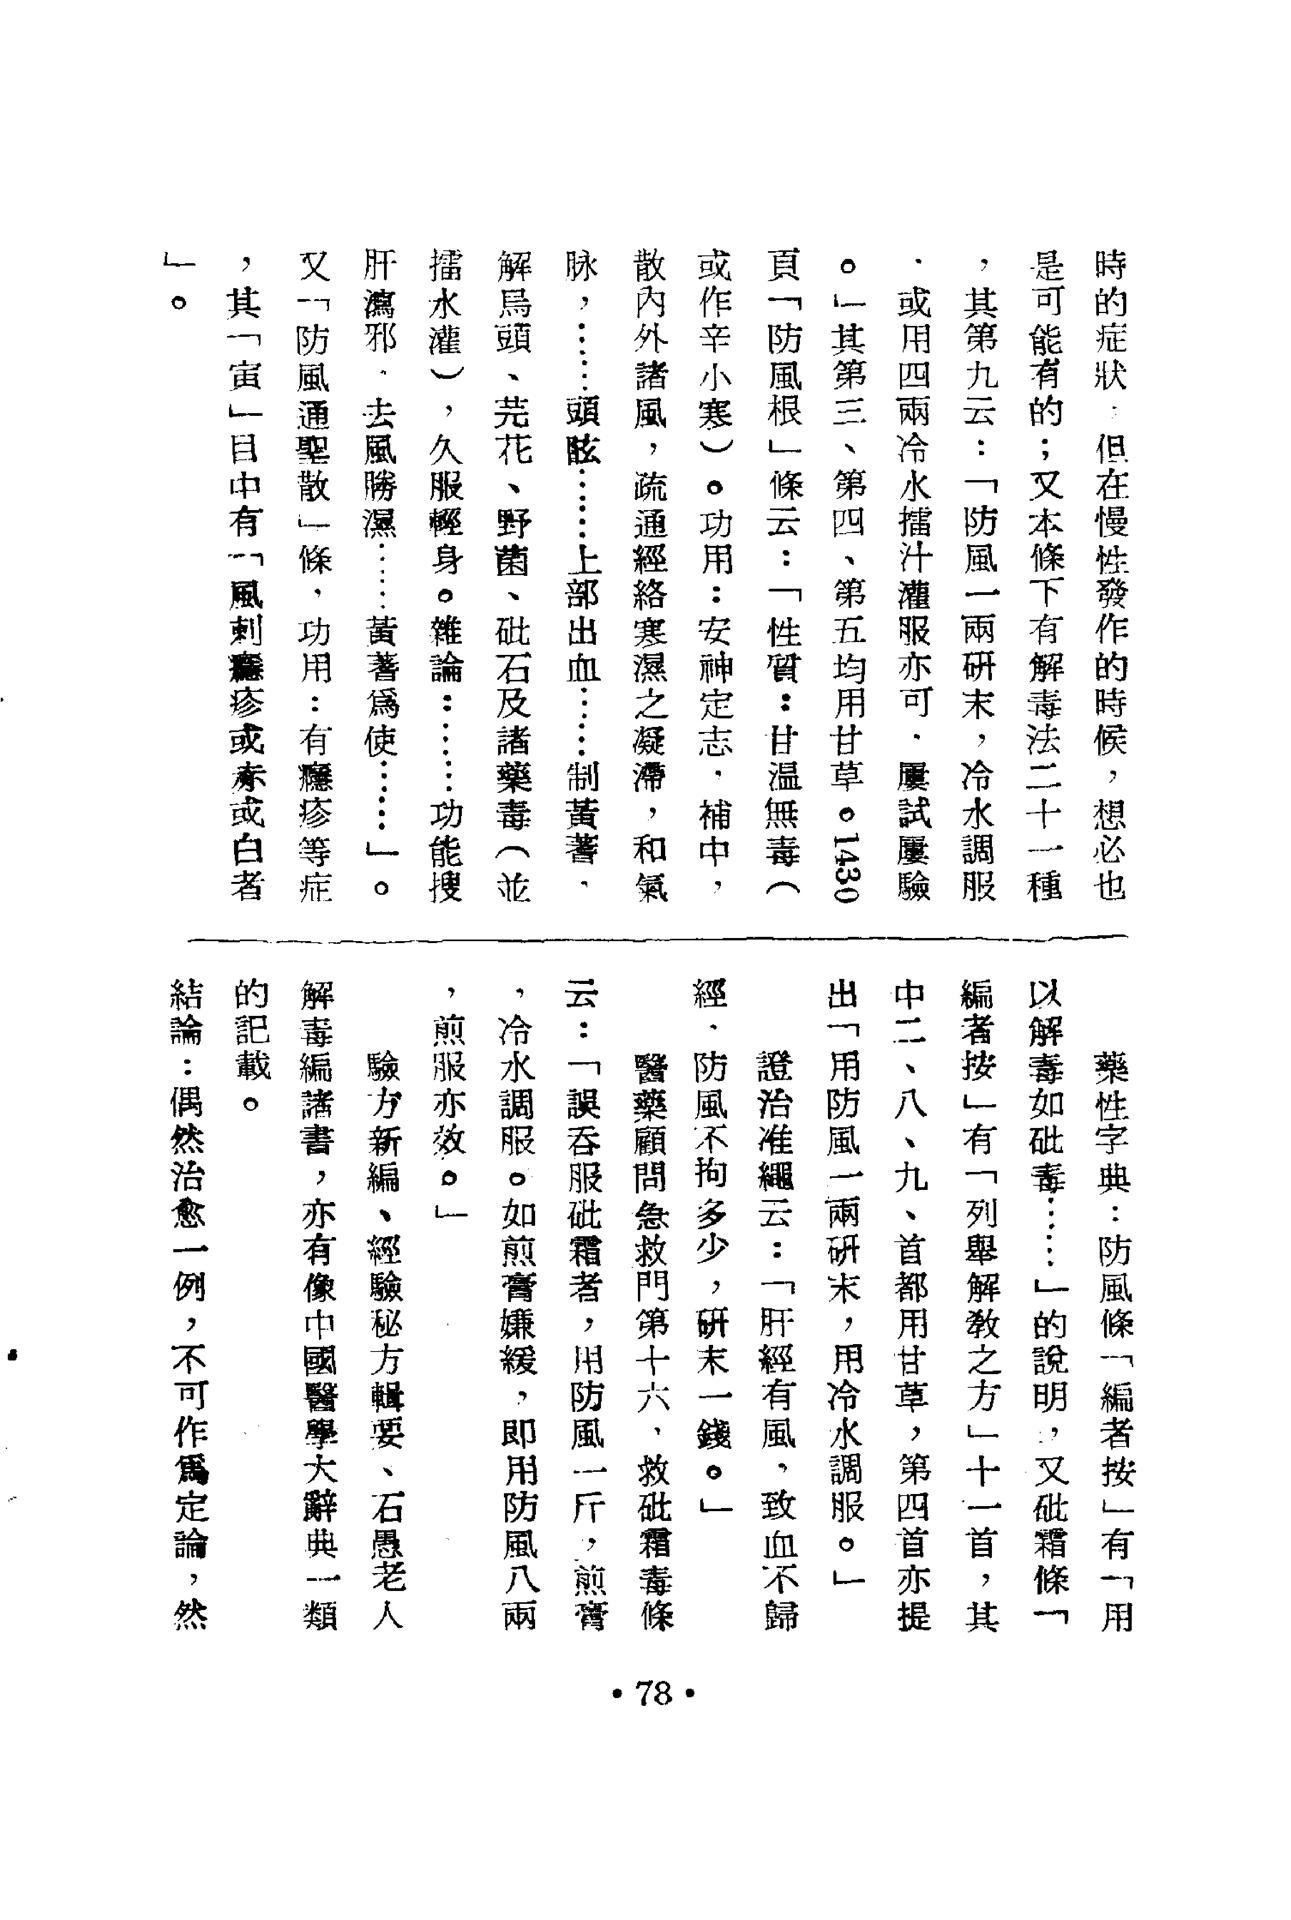 時的症狀，但在慢性發作的時候，想必也
是可能有的；又本條下有解毒法二十一種
，其第九云：「防風一兩研末，冷水調服
，或用四兩冷水擂汁灌服亦可，屢試屢驗
。」其第三、第四、第五均用甘草。1430
頁「防風根」條云：「性質：甘溫無毒（
或作辛小寒）。功用：安神定志，補中，
散內外諸風，疏通經絡寒濕之凝滯，和氣
脉，……頭眩……上部出血……制黃蓍，
解烏頭、芫花、野菌、砒石及諸藥毒（並
擂水灌），久服輕身。雜論：……功能搜
肝瀉邪，去風勝濕……黃蓍爲使……」。
又「防風通聖散」條，功用：有癮疹等症
，其「寅」目中有「風刺癮疹或赤或白者
」。
藥性字典：防風條「編者按」有「用
以解毒如砒毒……」的說明，又砒霜條「
編者按」有「列舉解救之方」十一首，其
中二、八、九、首都用甘草，第四首亦提
出「用防風一兩研末，用冷水調服。」
證治准繩云：「肝經有風，致血不歸
經，防風不拘多少，研末一錢。」
醫藥顧問急救門第十六，救砒霜毒條
云：「誤吞服砒霜者，用防風一斤，煎膏
，冷水調服。如煎膏嫌緩，即用防風八兩
，煎服亦效。」
驗方新編、經驗秘方輯要、石愚老人
解毒編諸書，亦有像中國醫學大辭典一類
的記載。
結論：偶然治愈一例，不可作爲定論，然
•78•